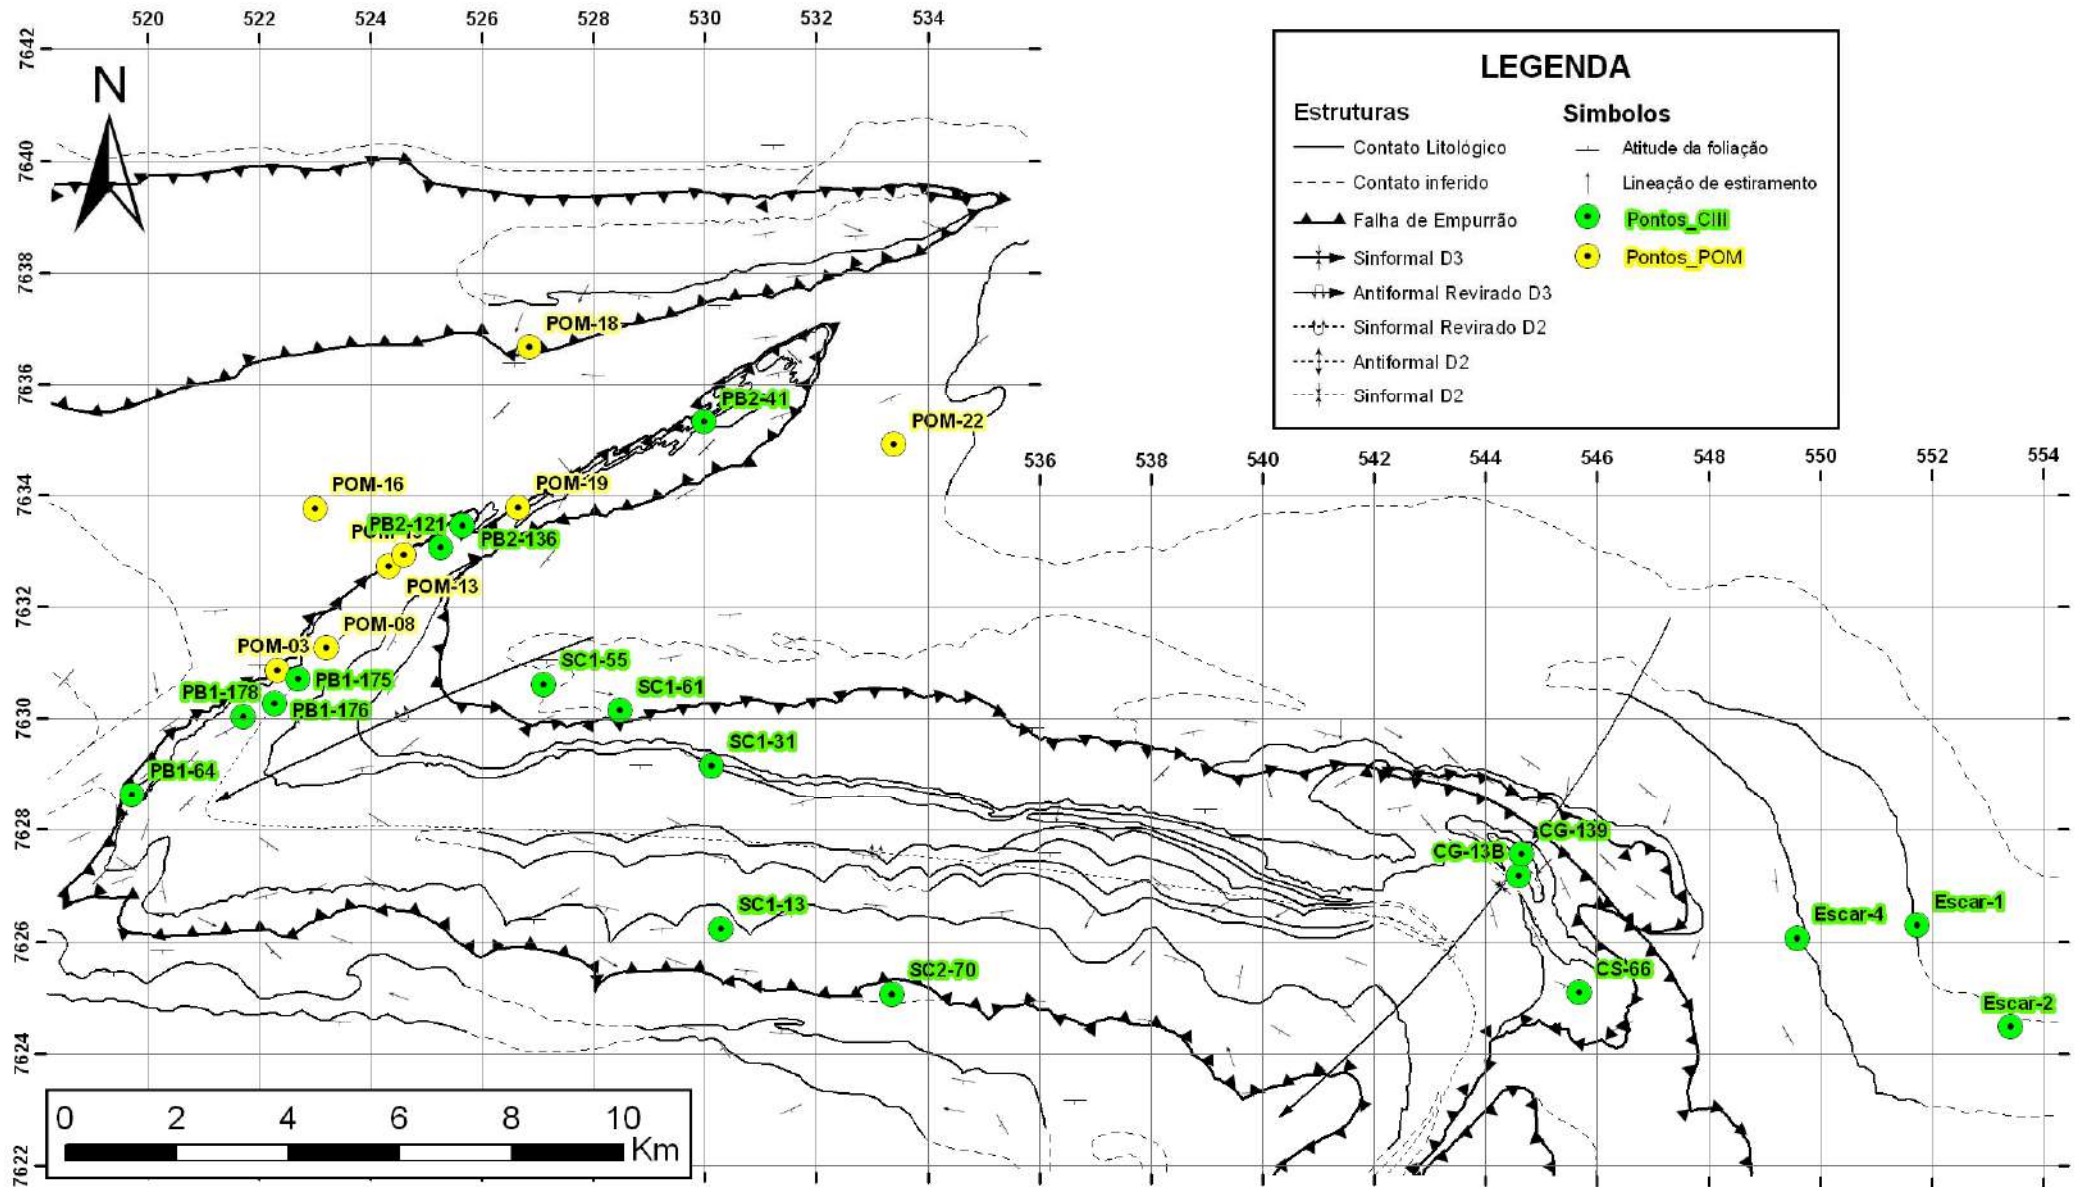 520 522 524 526 528 530 532 534
7642
7640
7638
7636
7634
7632
7630
7628
7626
7624
7622
N
LEGENDA
Estruturas
Contato Litológico
Contato inferido
Falha de Empurrão
Sinformal D3
Antiformal Revirado D3
Sinformal Revirado D2
Antiformal D2
Sinformal D2
Simbolos
Atitude da foliação
Lineação de estiramento
Pontos_CIII
Pontos_POM
536 538 540 542 544 546 548 550 552 554
POM-18
PB2-41
POM-22
POM-16
POM-19
PB2-121
PB2-136
POM-13
POM-08
POM-03
PB1-175
PB1-178
PB1-176
PB1-64
SC1-55
SC1-61
SC1-31
CG-139
CG-13B
SC1-13
Escar-1
Escar-4
SC2-70
CS-66
Escar-2
0 2 4 6 8 10
Km